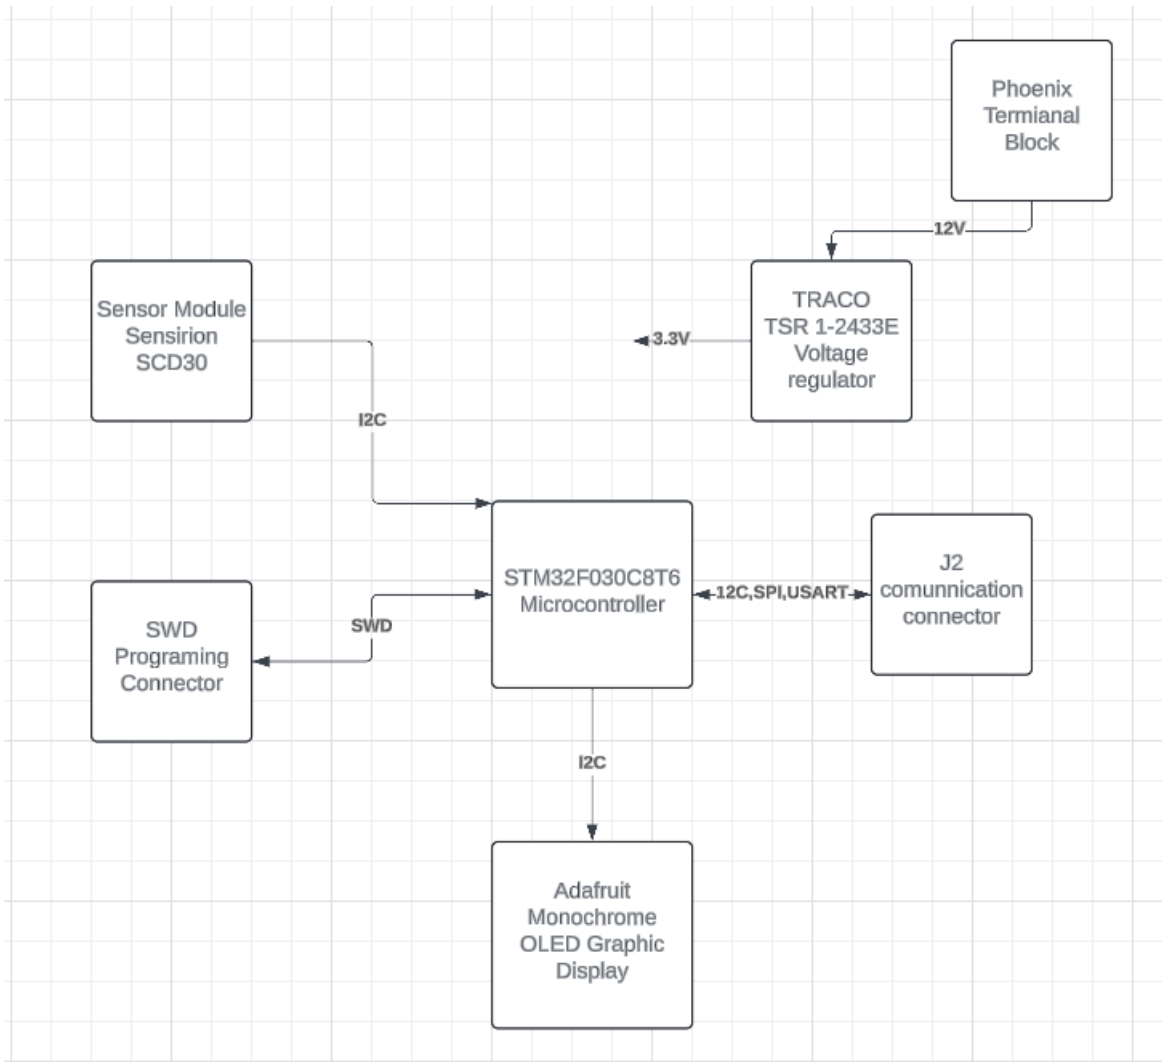 Phoenix
Termianal
Block
12V
Sensor Module
Sensirion
SCD30
TRACO
TSR 1-2433E
Voltage
regulator
3.3V
I2C
STM32F030C8T6
Microcontroller
12C,SPI,USART
J2
comunnication
connector
SWD
SWD
Programing
Connector
I2C
Adafruit
Monochrome
OLED Graphic
Display